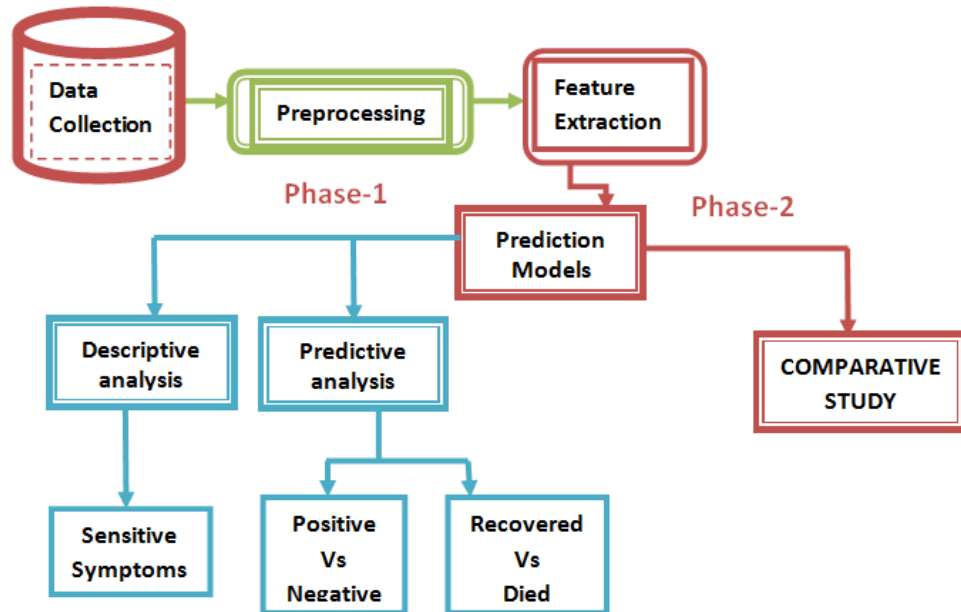 Data
Collection
Preprocessing
Feature
Extraction
Phase-1
Phase-2
Prediction
Models
Descriptive
analysis
Predictive
analysis
COMPARATIVE
STUDY
Sensitive
Symptoms
Positive
Vs
Negative
Recovered
Vs
Died